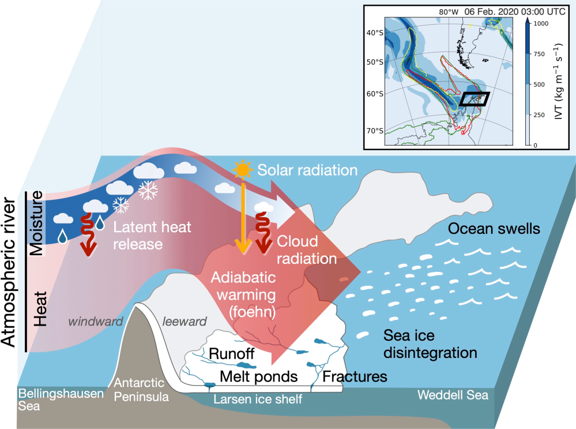 80°W 06 Feb. 2020 03:00 UTC
40°S
50°S
60°S
70°S
1000
750
500
250
0
IVT (kg m⁻¹ s⁻¹)
Atmospheric river
Moisture
Heat
Solar radiation
Latent heat
release
Cloud
radiation
Adiabatic
warming
(foehn)
Ocean swells
windward
leeward
Sea ice
disintegration
Runoff
Melt ponds
Fractures
Bellingshausen
Sea
Antarctic
Peninsula
Larsen ice shelf
Weddell Sea